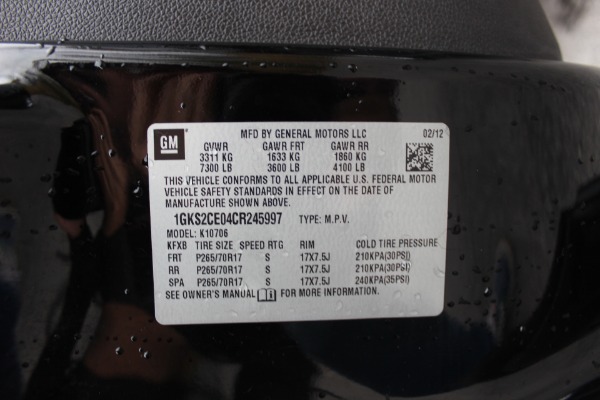 GM
MFD BY GENERAL MOTORS LLC 02/12
GVWR GAWR FRT GAWR RR
3311 KG 1633 KG 1860 KG
7300 LB 3600 LB 4100 LB
THIS VEHICLE CONFORMS TO ALL APPLICABLE U.S. FEDERAL MOTOR
VEHICLE SAFETY STANDARDS IN EFFECT ON THE DATE OF
MANUFACTURE SHOWN ABOVE.
1GKS2CE04CR245997 TYPE: M.P.V.
MODEL: K10706
KFXB TIRE SIZE SPEED RTG RIM COLD TIRE PRESSURE
FRT P265/70R17 S 17X7.5J 210KPA(30PSI)
RR P265/70R17 S 17X7.5J 210KPA(30PSI)
SPA P265/70R17 S 17X7.5J 240KPA(35PSI)
SEE OWNER'S MANUAL FOR MORE INFORMATION.